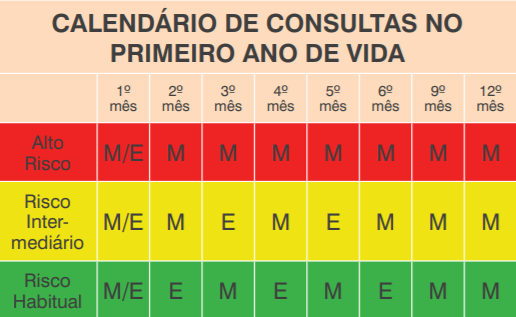 CALENDÁRIO DE CONSULTAS NO
PRIMEIRO ANO DE VIDA
1º mês 2º mês 3º mês 4º mês 5º mês 6º mês 9º mês 12º mês
Alto
Risco
M/E M M M M M M M
Risco
Inter-
mediário
M/E M E M E M M M
Risco
Habitual
M/E E M E M E M M